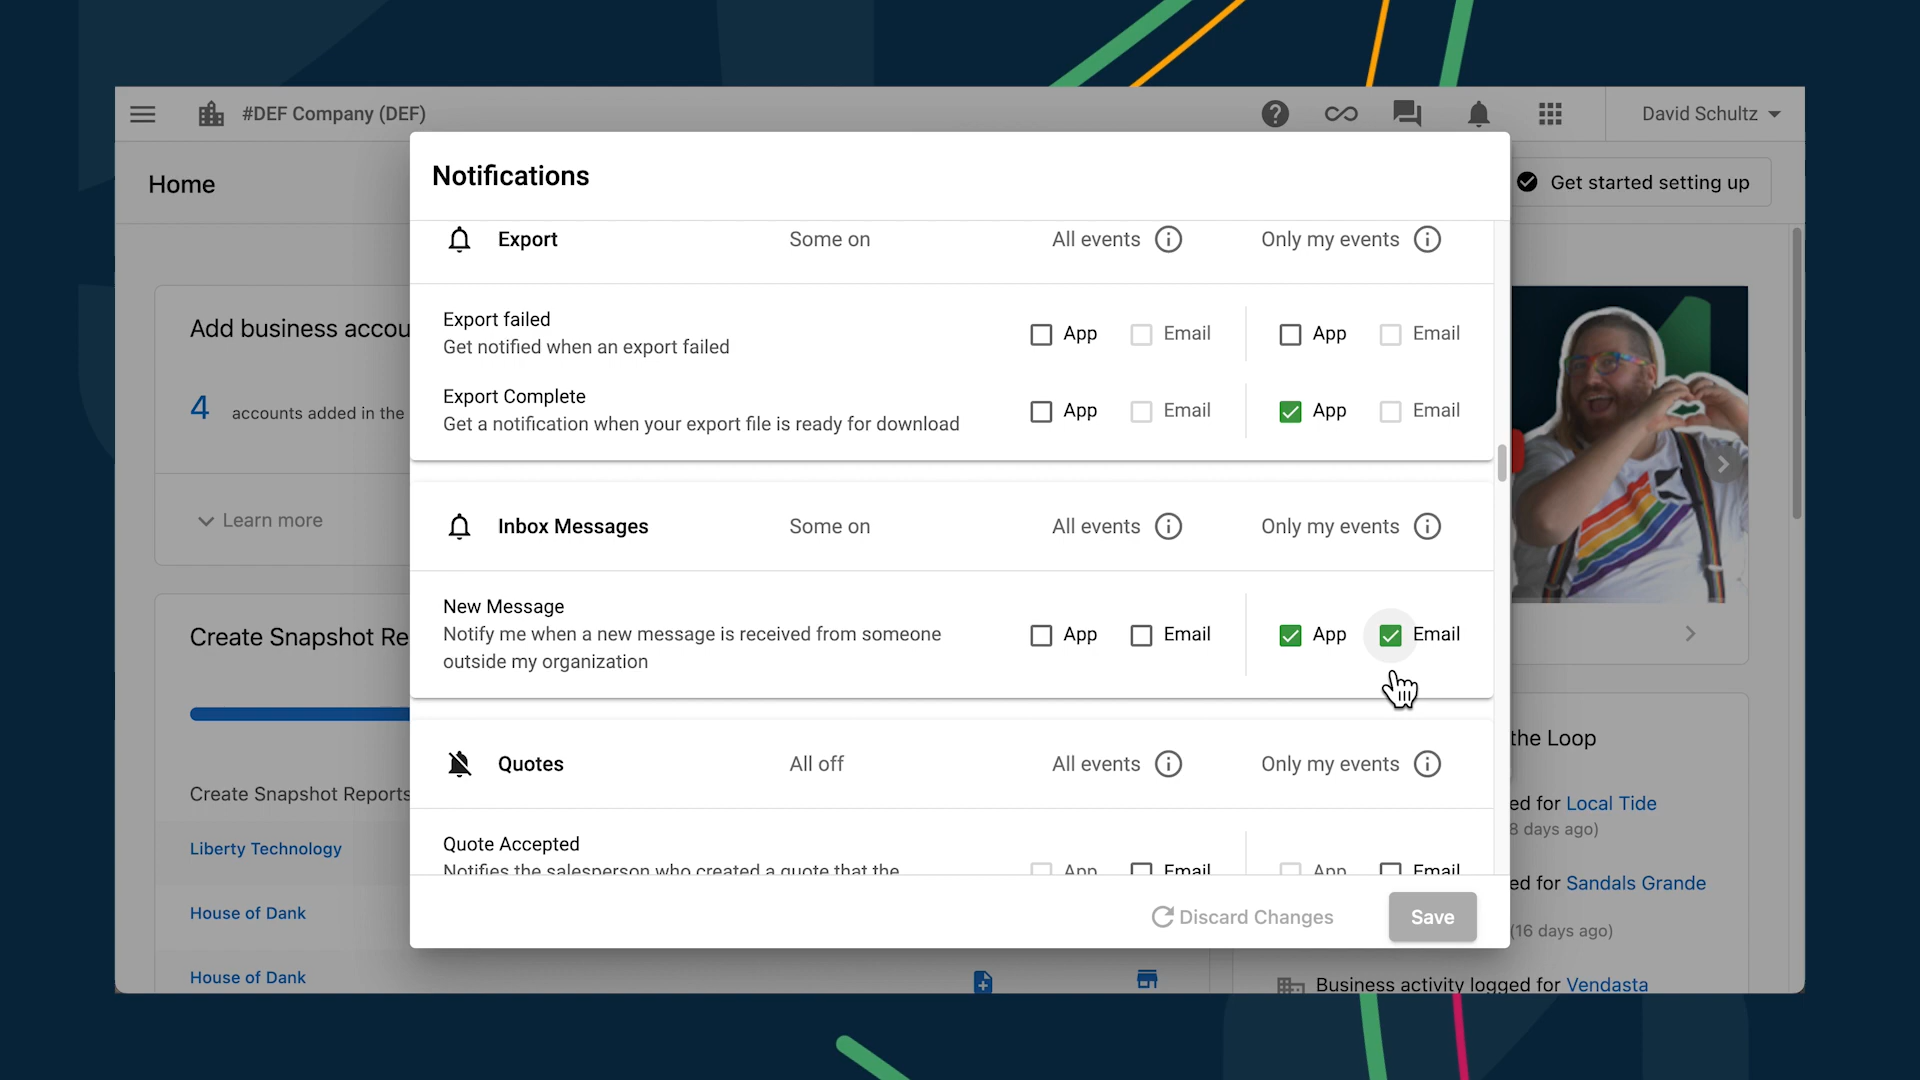 #DEF Company (DEF)
David Schultz
Home
Get started setting up
Notifications
Export
Some on
All events
Only my events
Export failed
Get notified when an export failed
App
Email
App
Email
Export Complete
Get a notification when your export file is ready for download
App
Email
App
Email
Inbox Messages
Some on
All events
Only my events
New Message
Notify me when a new message is received from someone
outside my organization
App
Email
App
Email
Quotes
All off
All events
Only my events
Quote Accepted
Notifies the salesperson who created a quote that the
App
Email
App
Email
Discard Changes
Save
Add business accou
4 accounts added in the
Learn more
Create Snapshot Re
Create Snapshot Reports
Liberty Technology
House of Dank
House of Dank
the Loop
ed for Local Tide
8 days ago)
ed for Sandals Grande
(16 days ago)
Business activity logged for Vendasta